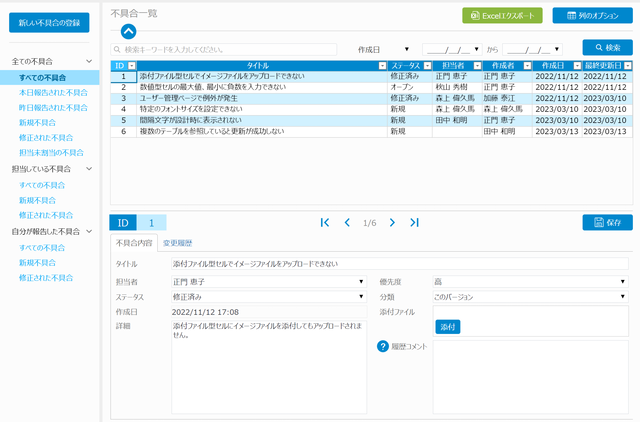 新しい不具合の登録
全ての不具合
すべての不具合
本日報告された不具合
昨日報告された不具合
新規不具合
修正された不具合
担当未割当の不具合
担当している不具合
すべての不具合
新規不具合
修正された不具合
自分が報告した不具合
すべての不具合
新規不具合
修正された不具合
不具合一覧
Excelエクスポート
列のオプション
検索キーワードを入力してください。
作成日 ____/__/__ から ____/__/__
検索
ID タイトル ステータス 担当者 作成者 作成日 最終更新日
1 添付ファイル型セルでイメージファイルをアップロードできない 修正済み 正門 恵子 正門 恵子 2022/11/12 2022/11/12
2 数値型セルの最大値、最小に負数を入力できない オープン 秋山 秀樹 正門 恵子 2022/11/12 2022/11/12
3 ユーザー管理ページで例外が発生 修正済み 森上 偉久馬 加藤 泰江 2022/11/12 2023/03/10
4 特定のフォントサイズを設定できない 新規 森上 偉久馬 森上 偉久馬 2023/03/10 2023/03/10
5 間隔文字が設計時に表示されない 新規 田中 和明 正門 恵子 2023/03/10 2023/03/10
6 複数のテーブルを参照していると更新が成功しない 新規 田中 和明 2023/03/13 2023/03/13
ID 1
1/6
保存
不具合内容 変更履歴
タイトル 添付ファイル型セルでイメージファイルをアップロードできない
担当者 正門 恵子 優先度 高
ステータス 修正済み 分類 このバージョン
作成日 2022/11/12 17:08 添付ファイル
添付
詳細 添付ファイル型セルにイメージファイルを添付してもアップロードされません。
? 履歴コメント